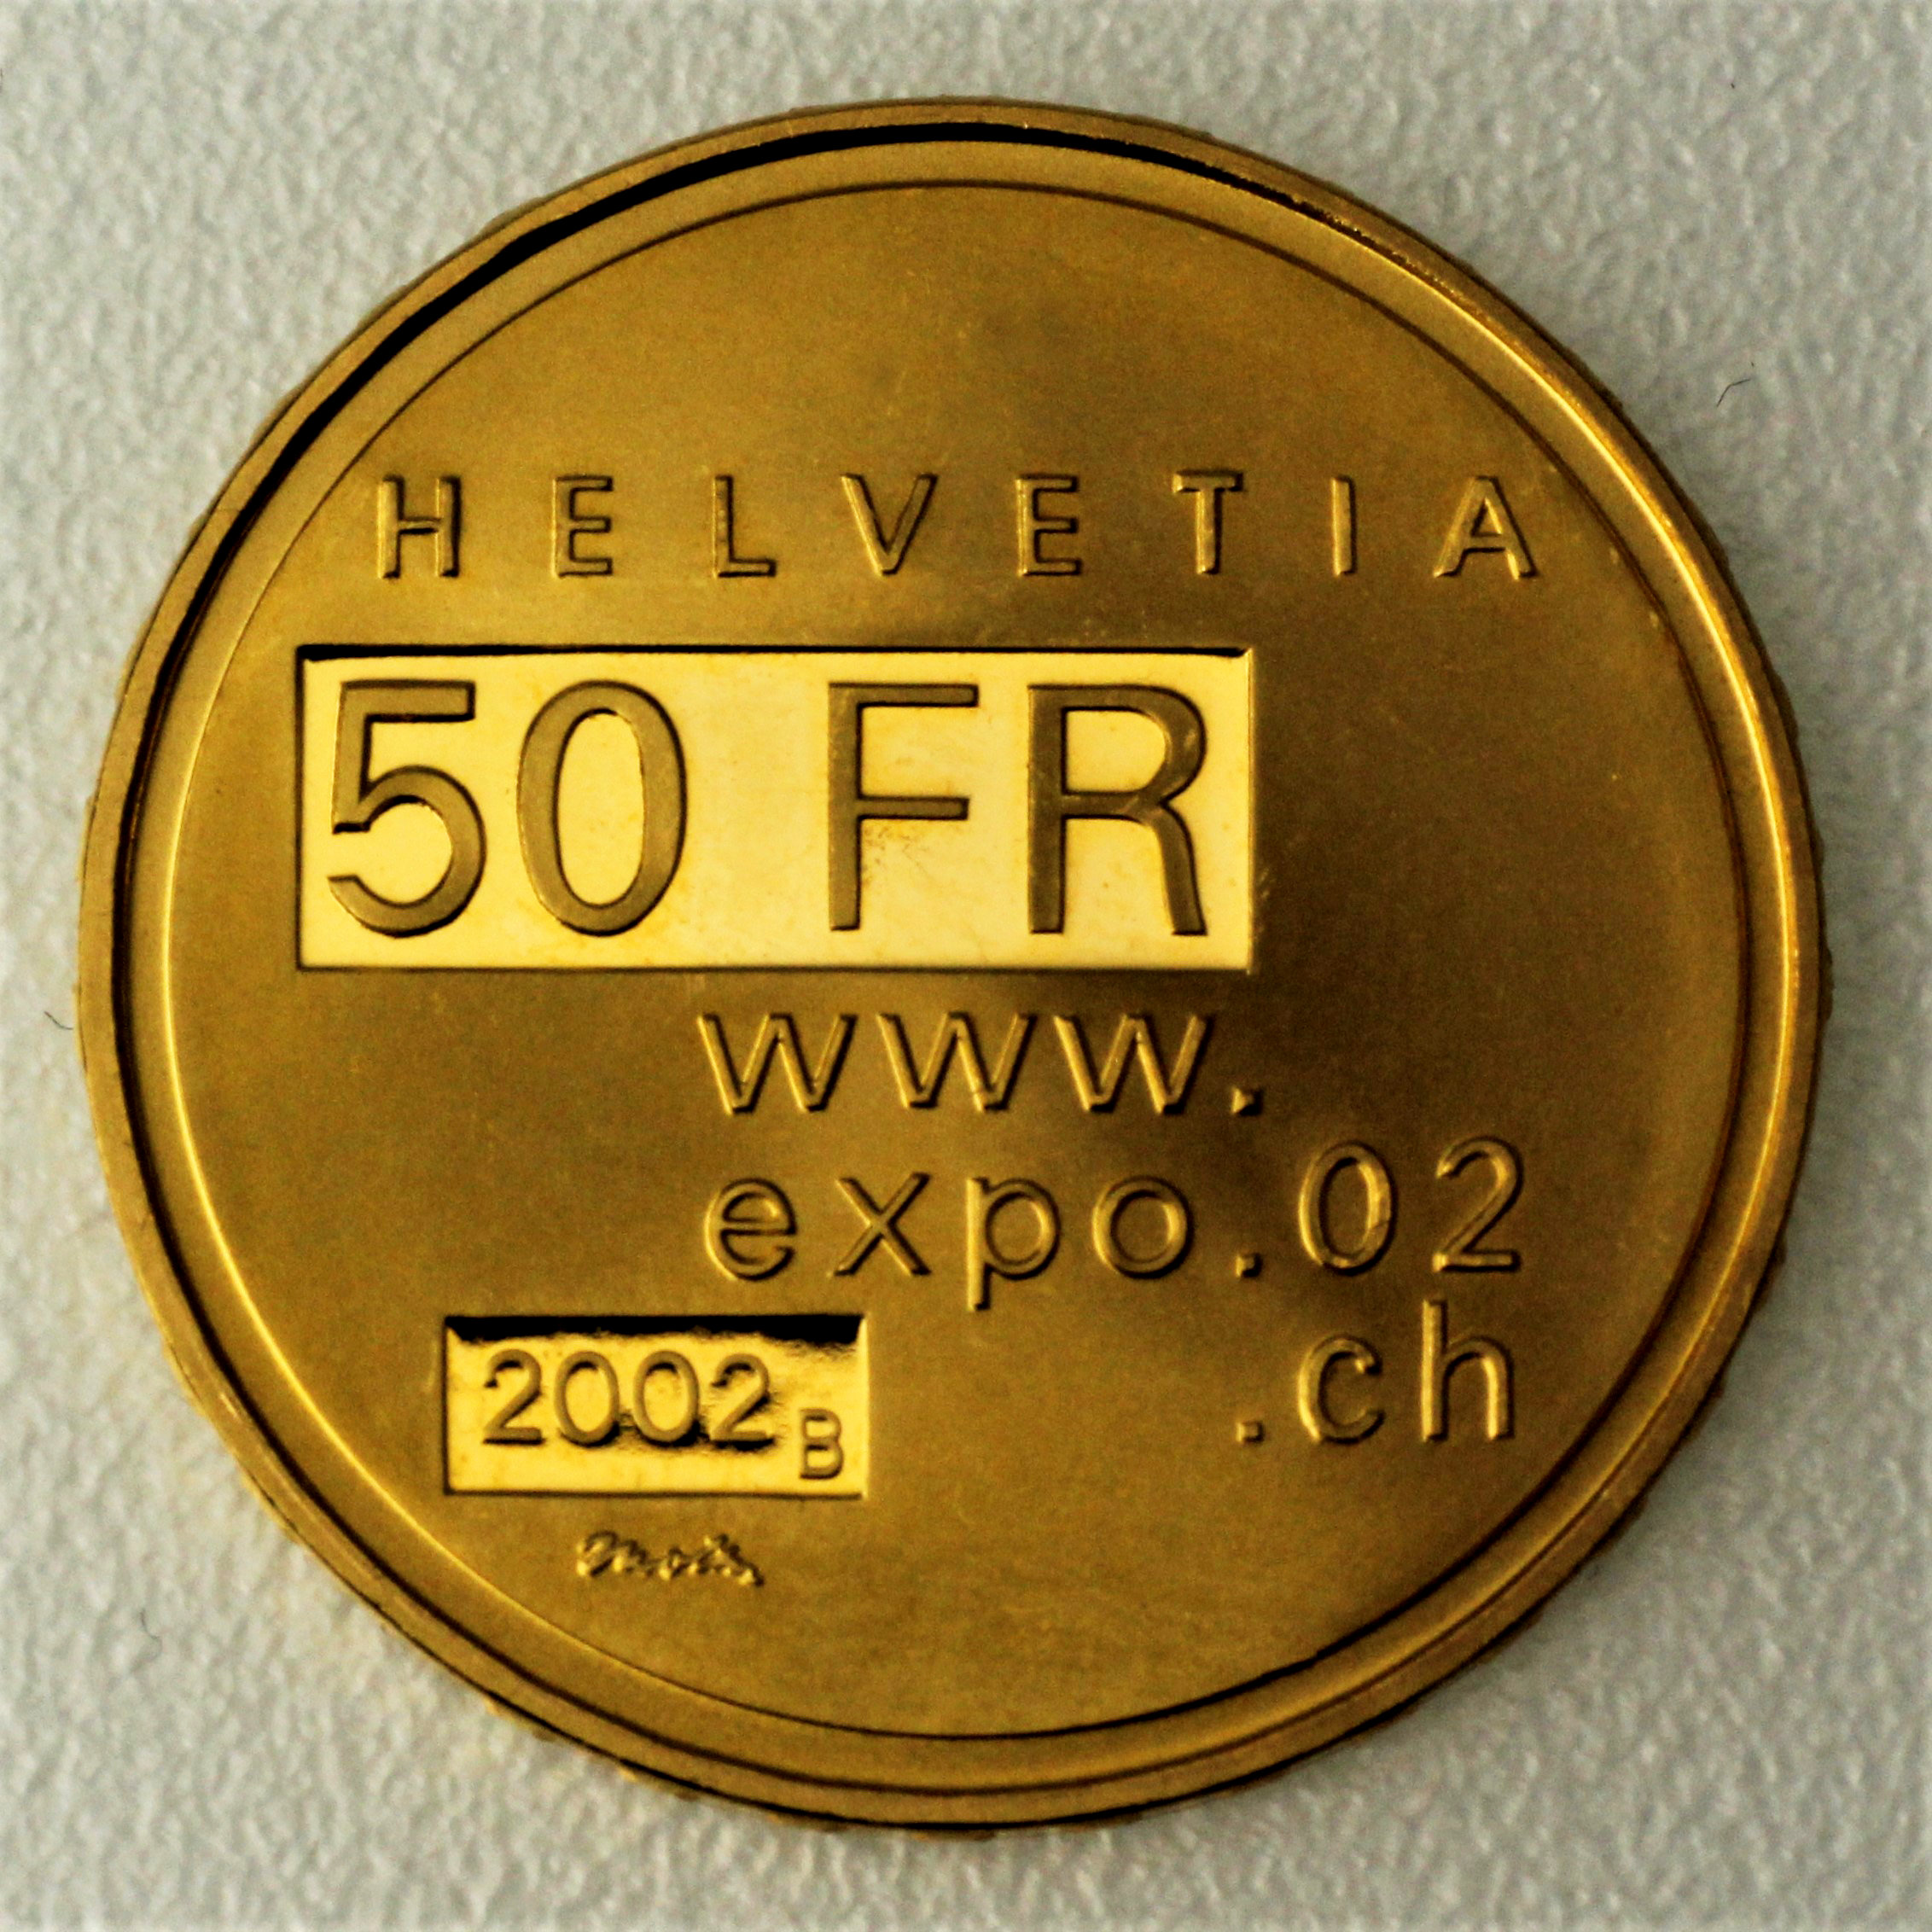 HELVETIA
50 FR
www.
expo.02
.ch
2002 B